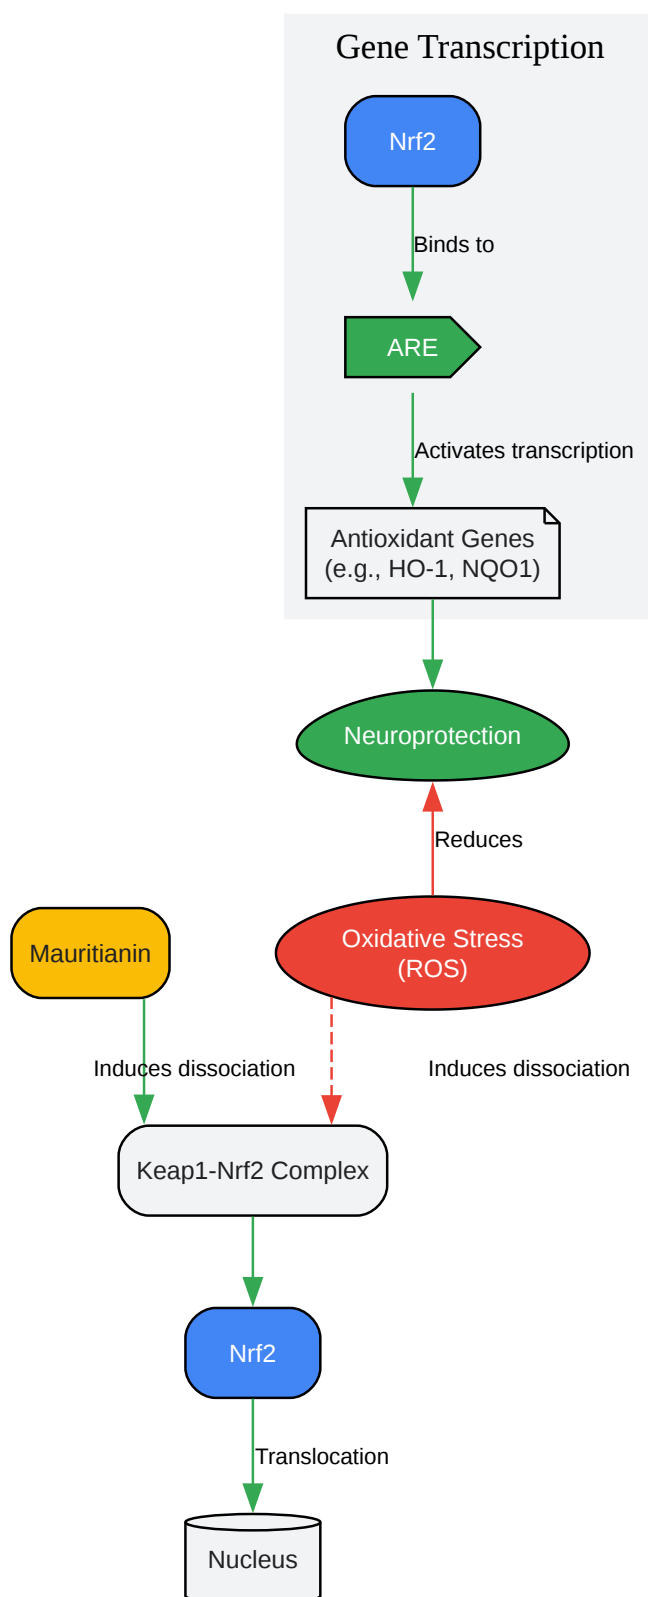 Gene Transcription
Nrf2
Binds to
ARE
Activates transcription
Antioxidant Genes
(e.g., HO-1, NQO1)
Neuroprotection
Reduces
Mauritianin
Oxidative Stress
(ROS)
Induces dissociation
Induces dissociation
Keap1-Nrf2 Complex
Nrf2
Translocation
Nucleus